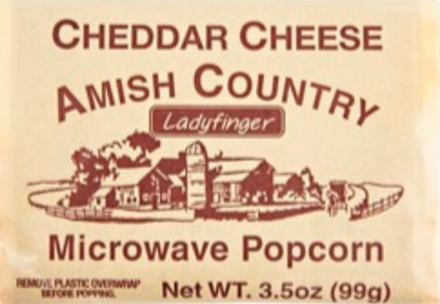 CHEDDAR CHEESE
AMISH COUNTRY
Ladyfinger
Microwave Popcorn
REMOVE PLASTIC OVERWRAP
BEFORE POPPING.
Net WT. 3.5oz (99g)